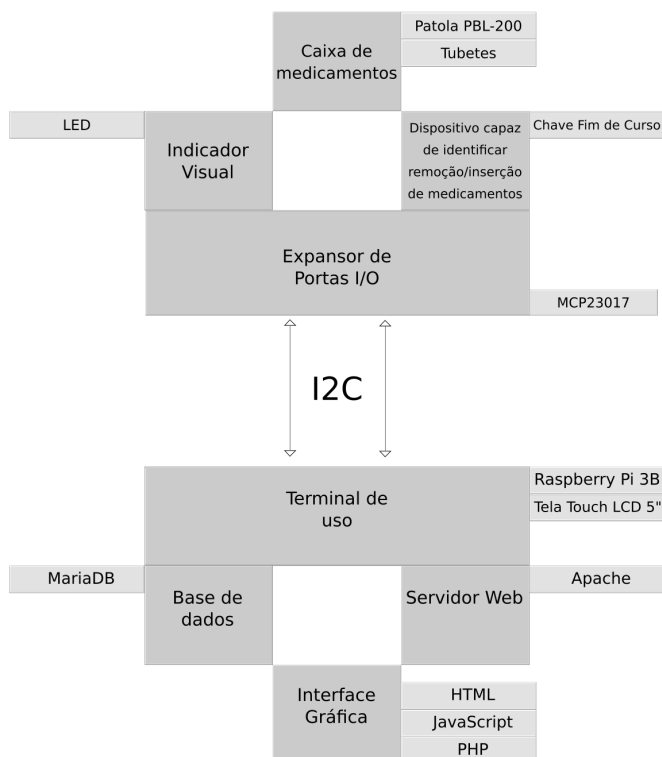 Caixa de
medicamentos
Patola PBL-200
Tubetes
LED
Indicador
Visual
Dispositivo capaz
de identificar
remoção/inserção
de medicamentos
Chave Fim de Curso
Expansor de
Portas I/O
MCP23017
I2C
Terminal de
uso
Raspberry Pi 3B
Tela Touch LCD 5"
MariaDB
Base de
dados
Servidor Web
Apache
Interface
Gráfica
HTML
JavaScript
PHP